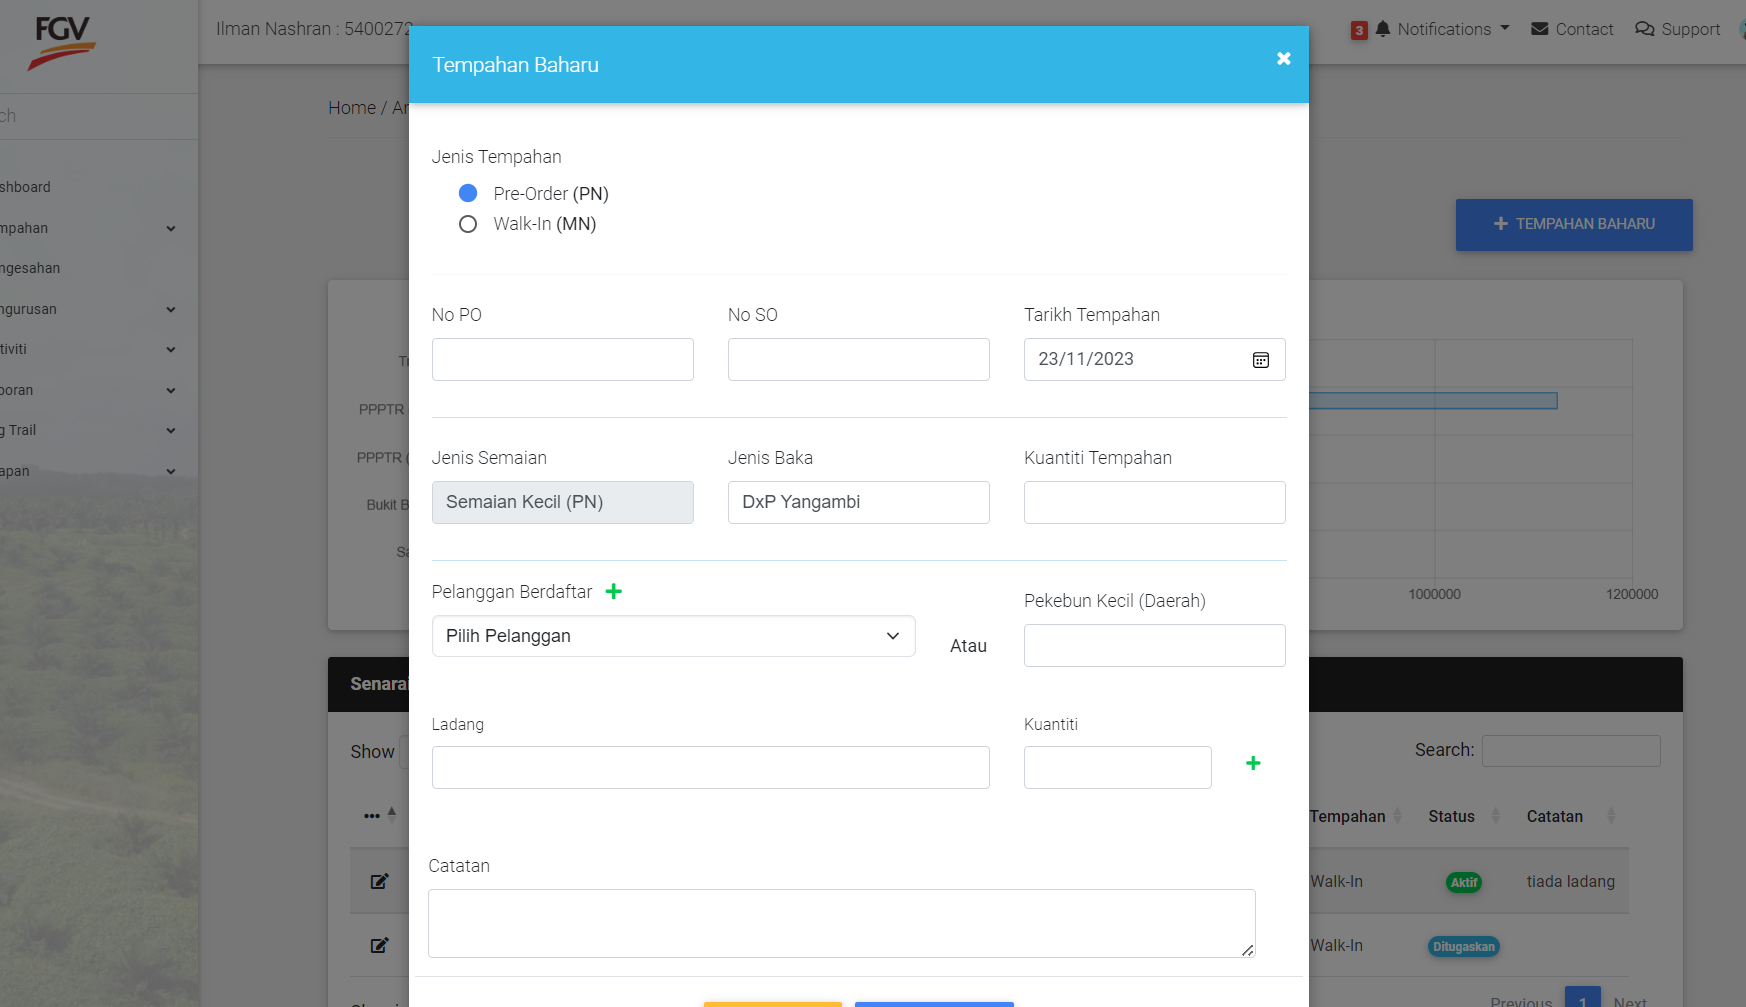 FGV
Ilman Nashran : 5400272
3 Notifications
Contact
Support
ch
shboard
mpahan
ngesahan
ngurusan
tiviti
poran
g Trail
apan
Home / Ar
Tempahan Baharu
TEMPAHAN BAHARU
Jenis Tempahan
Pre-Order (PN)
Walk-In (MN)
No PO
No SO
Tarikh Tempahan
23/11/2023
Jenis Semaian
Jenis Baka
Kuantiti Tempahan
Semaian Kecil (PN)
DxP Yangambi
Pelanggan Berdaftar
Pekebun Kecil (Daerah)
Pilih Pelanggan
Atau
Ladang
Kuantiti
Catatan
PPPTR
PPPTR (
Bukit B
1000000
1200000
Senarai
Show
Search:
Tempahan
Status
Catatan
Walk-In
Aktif
tiada ladang
Walk-In
Ditugaskan
Previous
1
Next